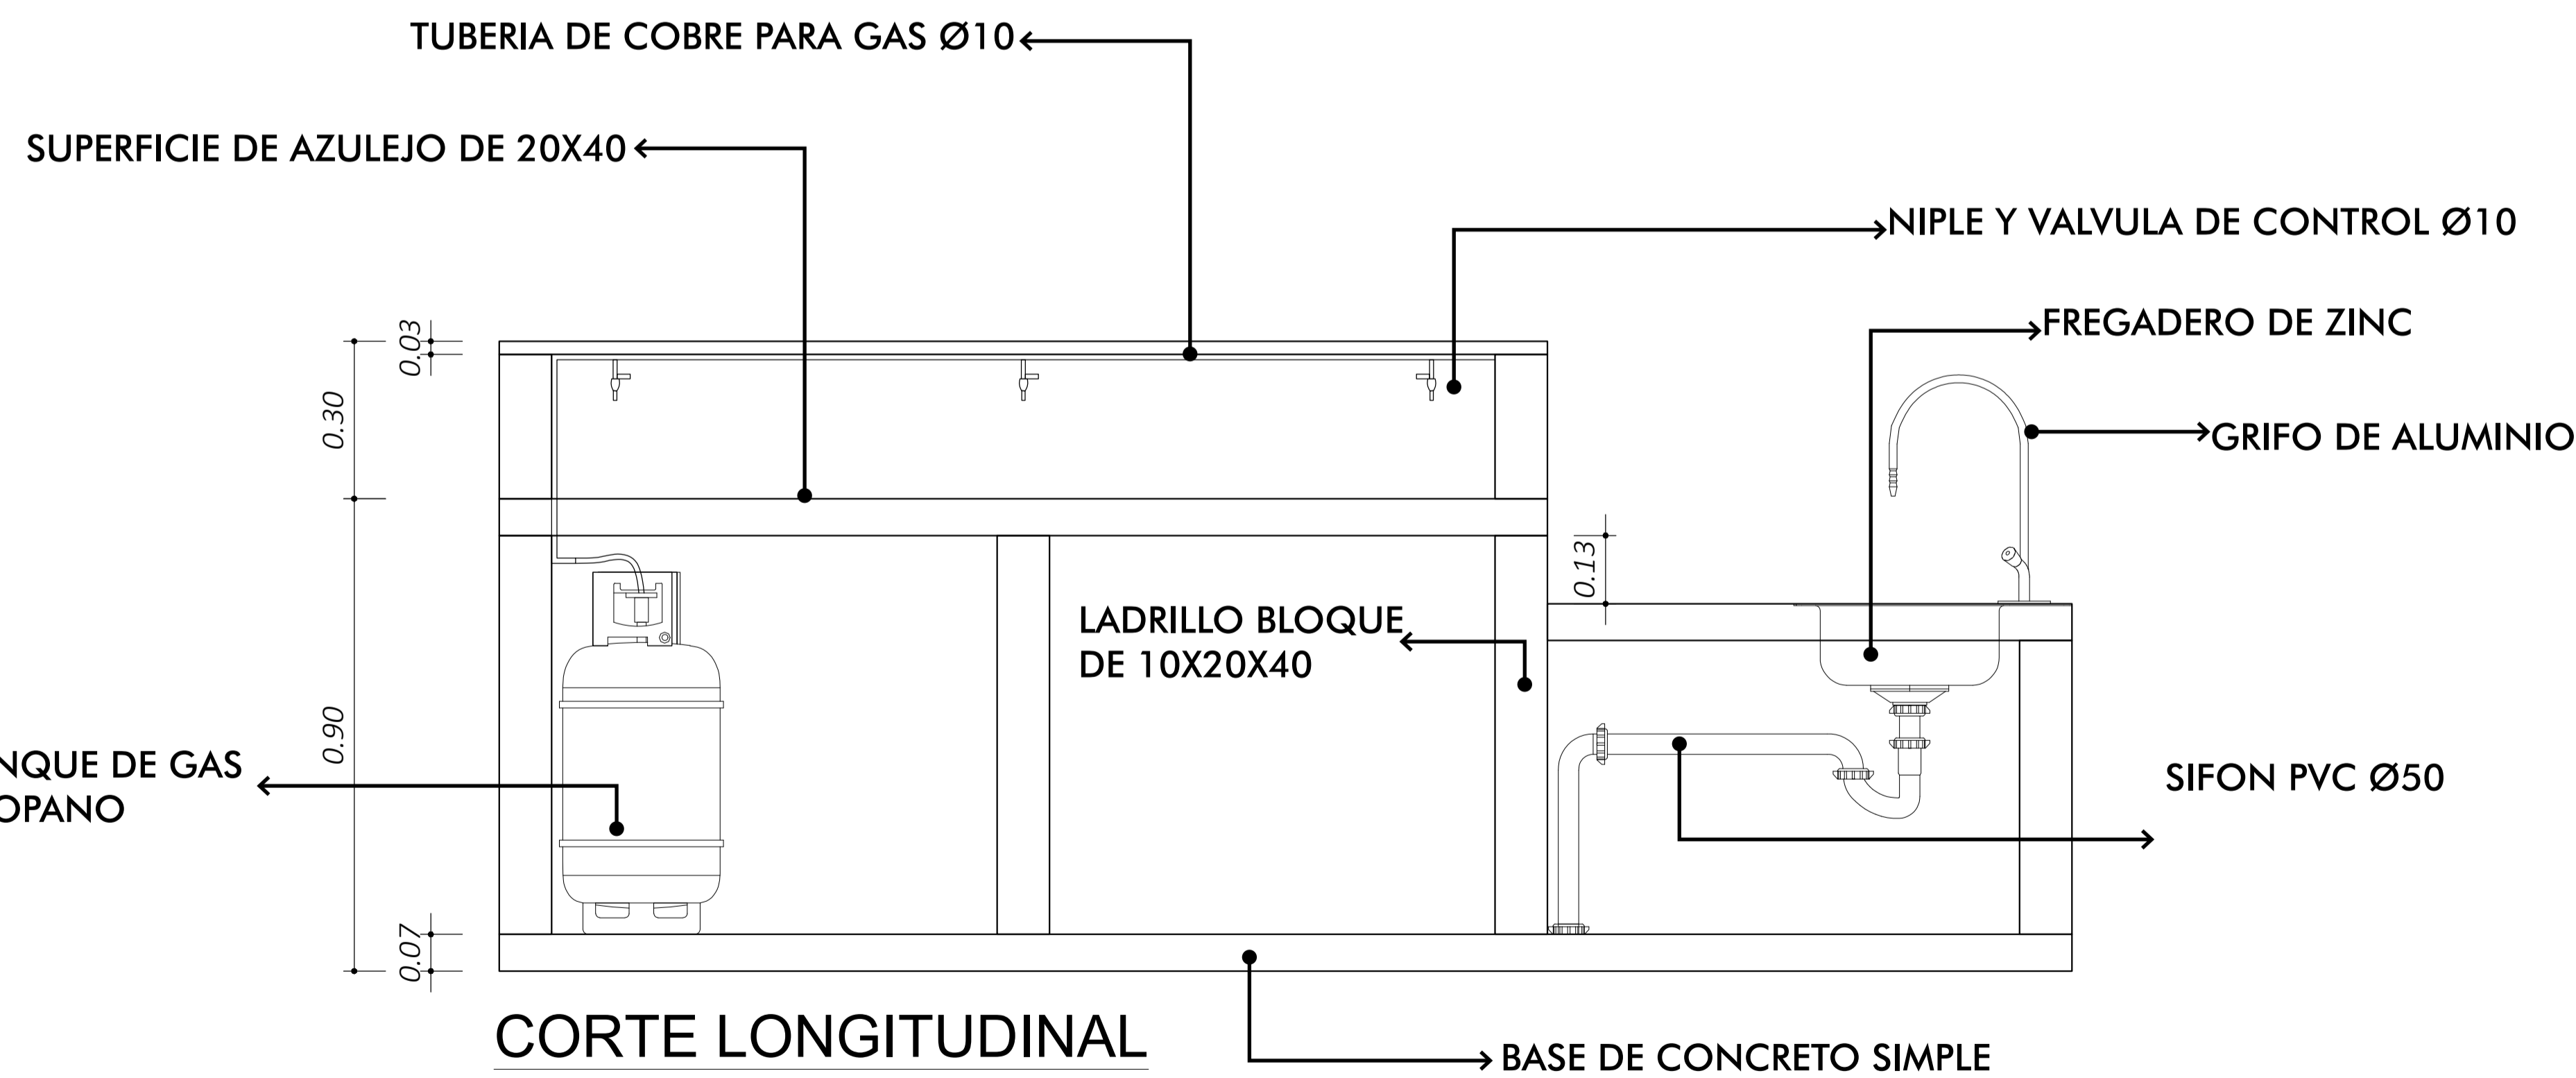 TUBERIA DE COBRE PARA GAS Ø10
SUPERFICIE DE AZULEJO DE 20X40
NIPLE Y VALVULA DE CONTROL Ø10
FREGADERO DE ZINC
GRIFO DE ALUMINIO
0.03
0.30
0.13
LADRILLO BLOQUE
DE 10X20X40
0.90
NQUE DE GAS
OPANO
SIFON PVC Ø50
0.07
CORTE LONGITUDINAL
BASE DE CONCRETO SIMPLE